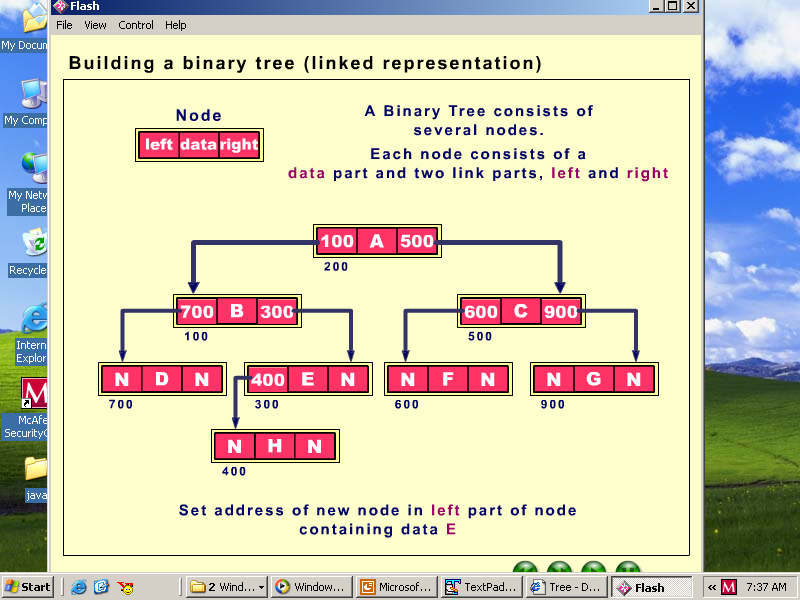 Flash
File View Control Help
My Docum
My Comp
My Netw
Place
Recycle
Intern
Explor
McAfe
SecurityC
java
Building a binary tree (linked representation)
Node
left data right
A Binary Tree consists of
several nodes.
Each node consists of a
data part and two link parts, left and right
100 A 500
200
700 B 300
100
600 C 900
500
N D N
700
400 E N
300
N F N
600
N G N
900
N H N
400
Set address of new node in left part of node
containing data E
Start
2 Wind...
Window...
Microsof...
TextPad...
Tree - D...
Flash
7:37 AM